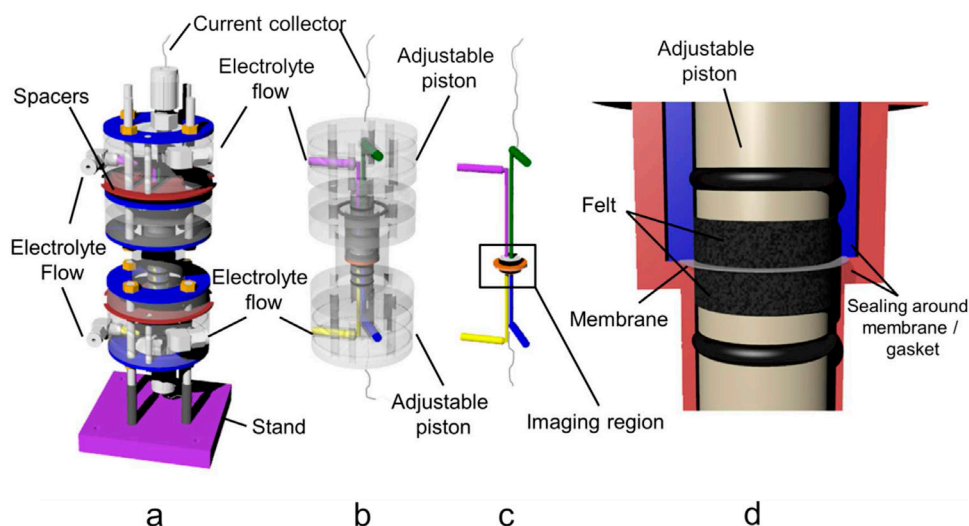 Current collector
Spacers
Electrolyte
flow
Adjustable
piston
Adjustable
piston
Felt
Electrolyte
Flow
Electrolyte
flow
Membrane
Sealing around
membrane /
gasket
Stand
Adjustable
piston
Imaging region
a
b
c
d